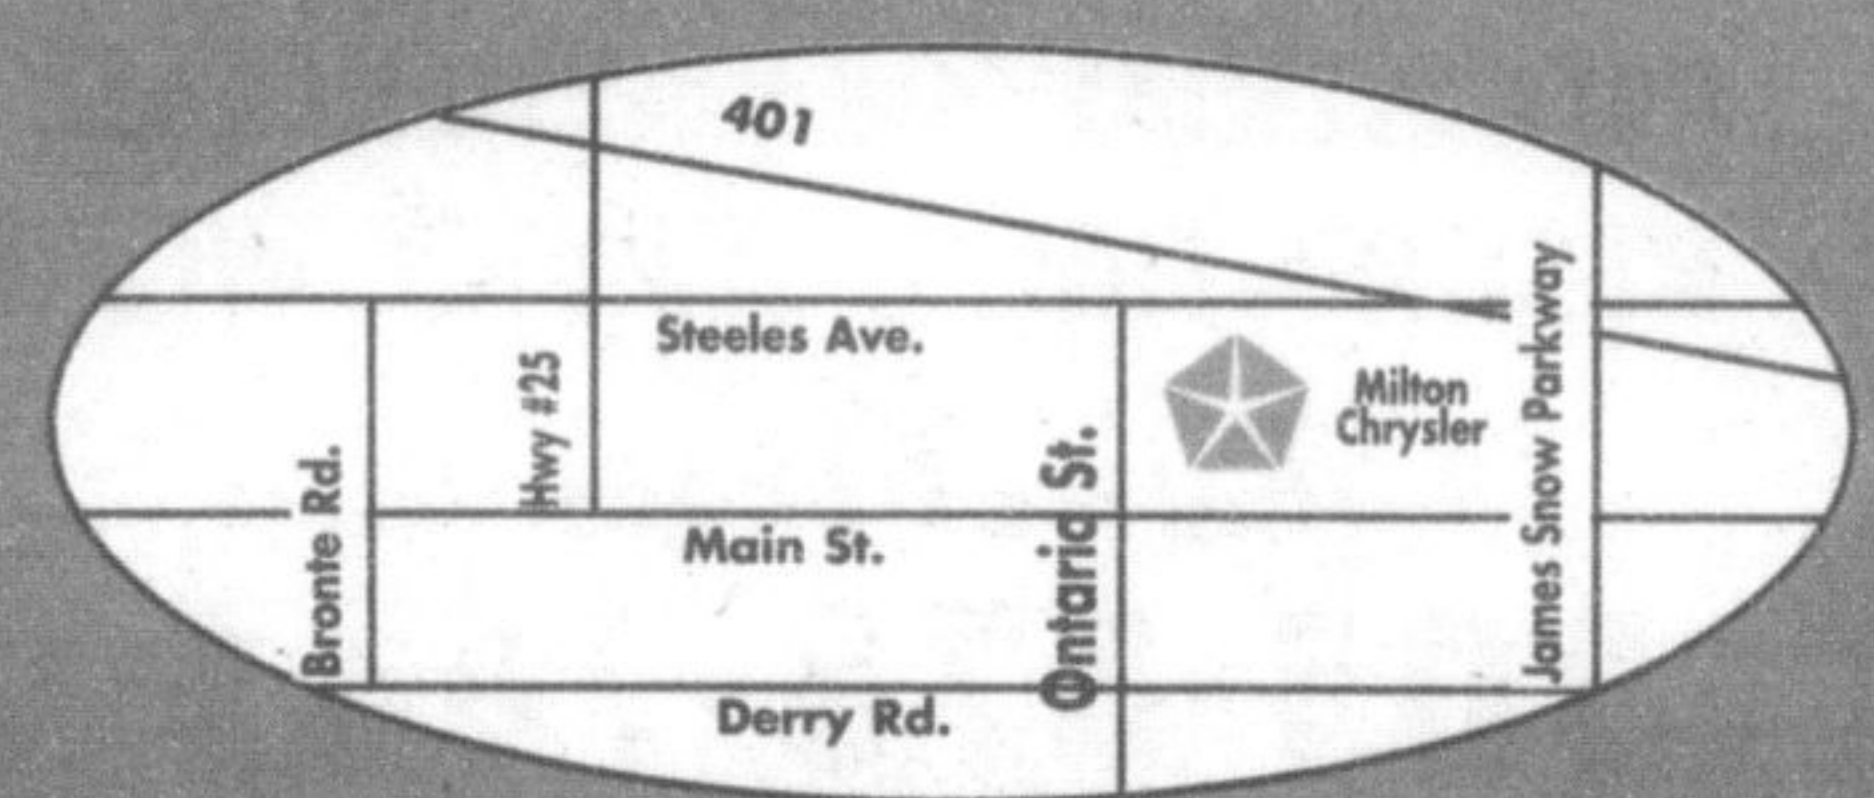 401
Steeles Ave.
Hwy #25
Milton
Chrysler
James Snow Parkway
Ontario St.
Bronte Rd.
Main St.
Derry Rd.